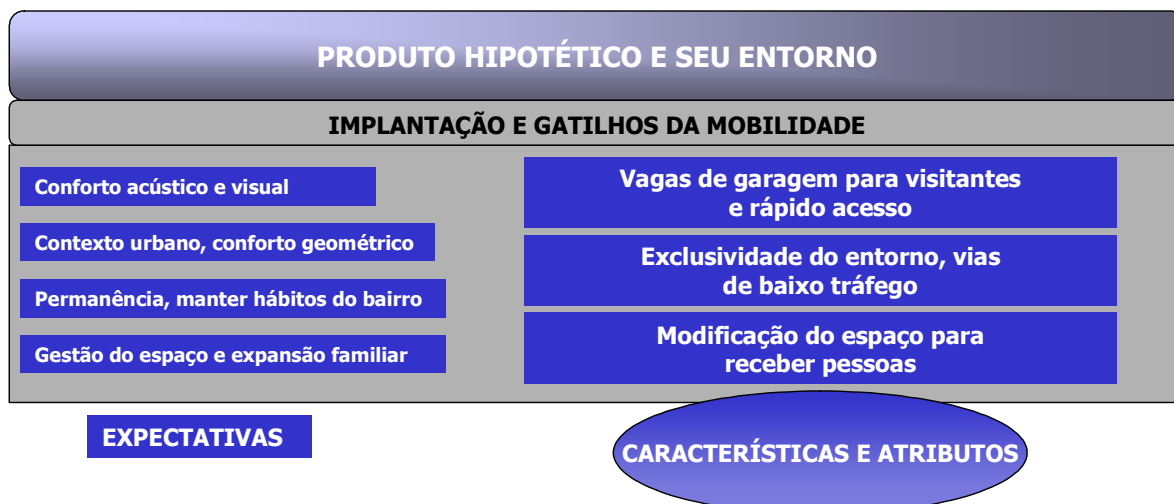 PRODUTO HIPOTÉTICO E SEU ENTORNO
IMPLANTAÇÃO E GATILHOS DA MOBILIDADE
Conforto acústico e visual
Contexto urbano, conforto geométrico
Permanência, manter hábitos do bairro
Gestão do espaço e expansão familiar
EXPECTATIVAS
Vagas de garagem para visitantes
e rápido acesso
Exclusividade do entorno, vias
de baixo tráfego
Modificação do espaço para
receber pessoas
CARACTERÍSTICAS E ATRIBUTOS